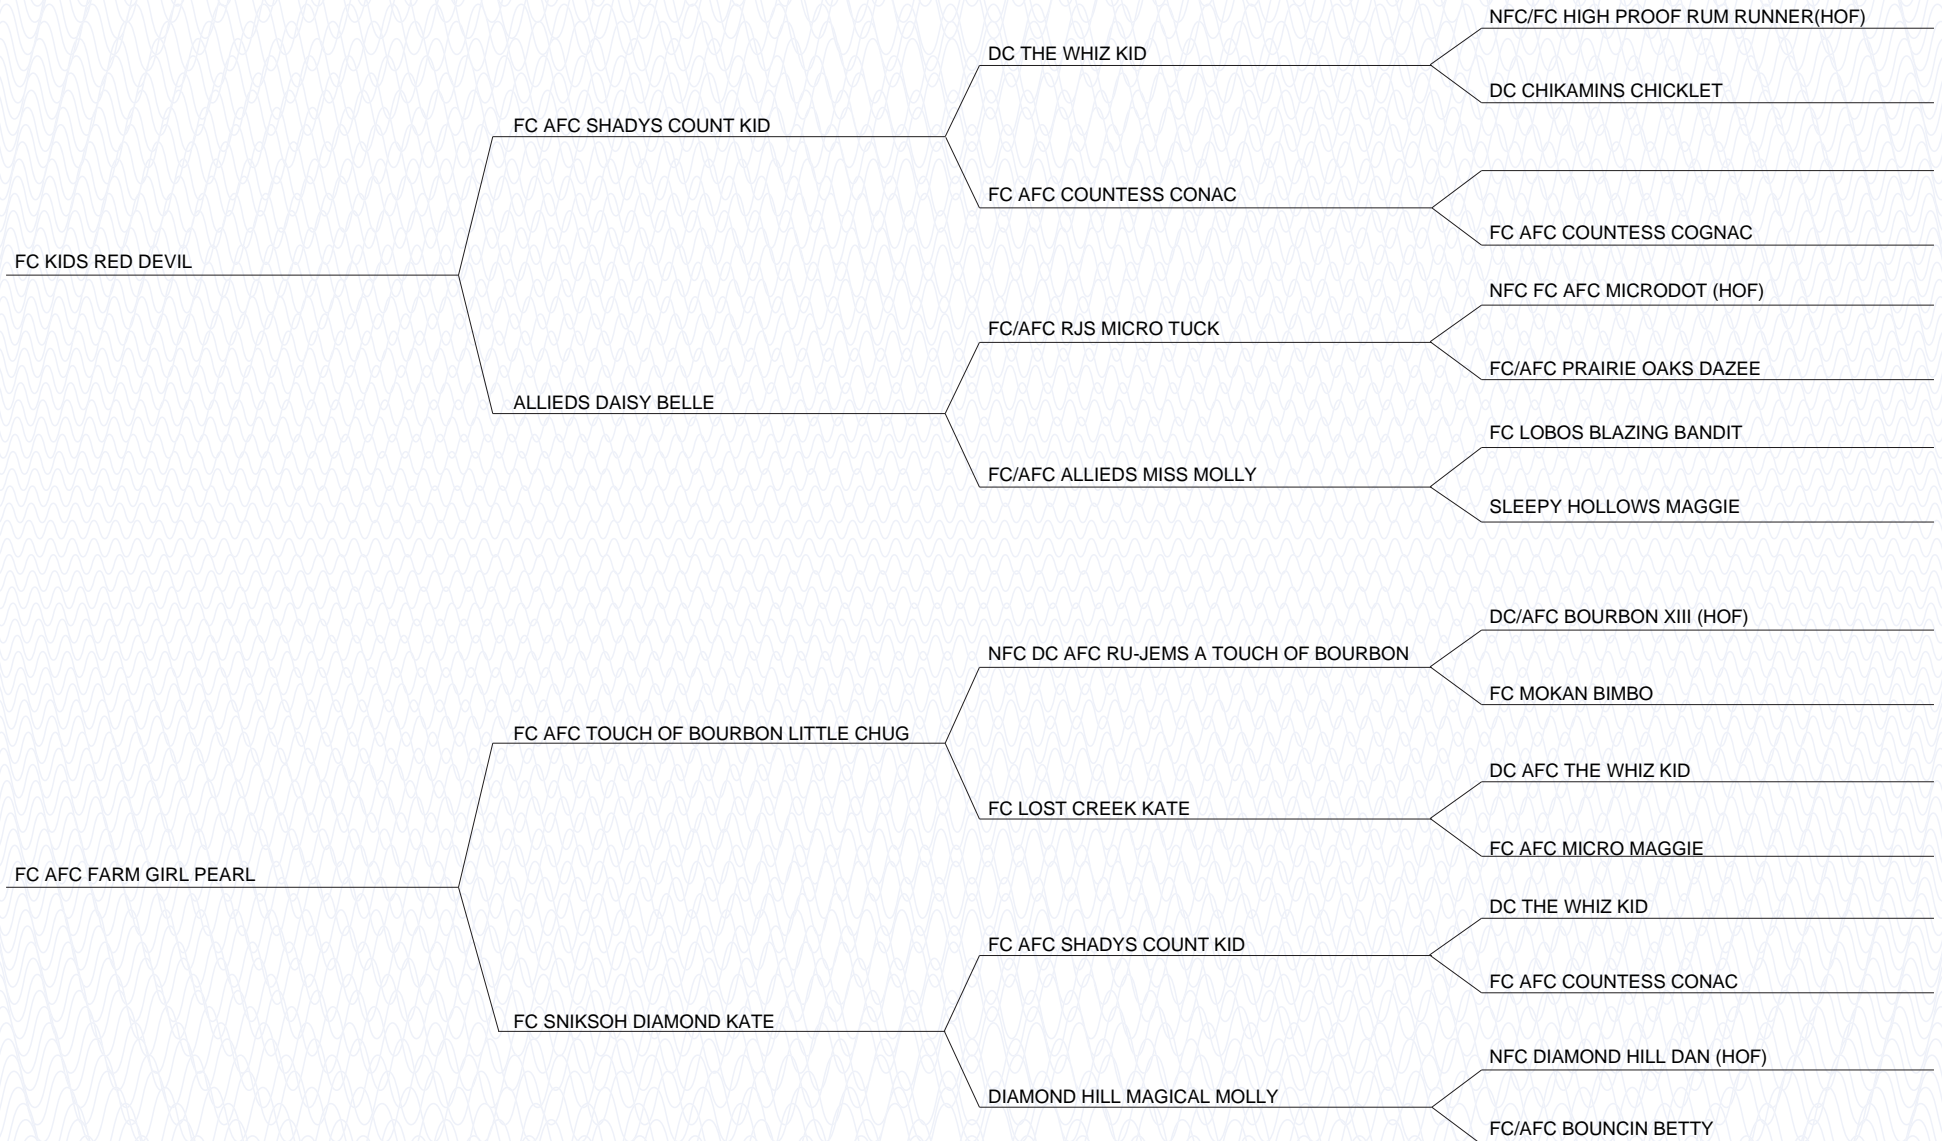 NFC/FC HIGH PROOF RUM RUNNER(HOF)
DC THE WHIZ KID
DC CHIKAMINS CHICKLET
FC AFC SHADYS COUNT KID
FC AFC COUNTESS CONAC
FC AFC COUNTESS COGNAC
FC KIDS RED DEVIL
NFC FC AFC MICRODOT (HOF)
FC/AFC RJS MICRO TUCK
FC/AFC PRAIRIE OAKS DAZEE
ALLIEDS DAISY BELLE
FC LOBOS BLAZING BANDIT
FC/AFC ALLIEDS MISS MOLLY
SLEEPY HOLLOWS MAGGIE
DC/AFC BOURBON XIII (HOF)
NFC DC AFC RU-JEMS A TOUCH OF BOURBON
FC MOKAN BIMBO
FC AFC TOUCH OF BOURBON LITTLE CHUG
DC AFC THE WHIZ KID
FC LOST CREEK KATE
FC AFC MICRO MAGGIE
FC AFC FARM GIRL PEARL
DC THE WHIZ KID
FC AFC SHADYS COUNT KID
FC AFC COUNTESS CONAC
FC SNIKSOH DIAMOND KATE
NFC DIAMOND HILL DAN (HOF)
DIAMOND HILL MAGICAL MOLLY
FC/AFC BOUNCIN BETTY